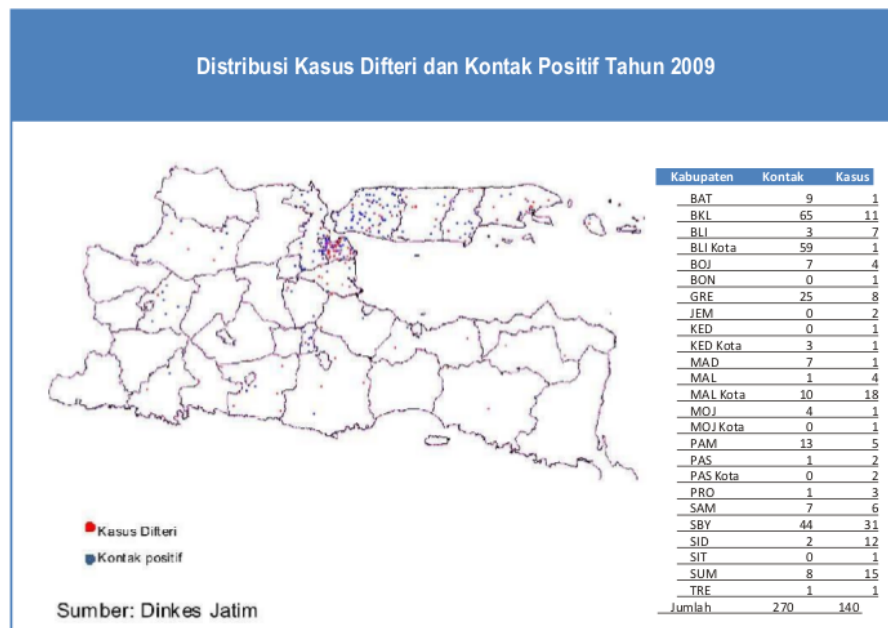 Distribusi Kasus Difteri dan Kontak Positif Tahun 2009
Kabupaten Kontak Kasus
BAT 9 1
BKL 65 11
BLI 3 7
BLI Kota 59 1
BOJ 7 4
BON 0 1
GRE 25 8
JEM 0 2
KED 0 1
KED Kota 3 1
MAD 7 1
MAL 1 4
MAL Kota 10 18
MOJ 4 1
MOJ Kota 0 1
PAM 13 5
PAS 1 2
PAS Kota 0 2
PRO 1 3
SAM 7 6
SBY 44 31
SID 2 12
SIT 0 1
SUM 8 15
TRE 1 1
Jumlah 270 140
Kasus Difteri
Kontak positif
Sumber: Dinkes Jatim